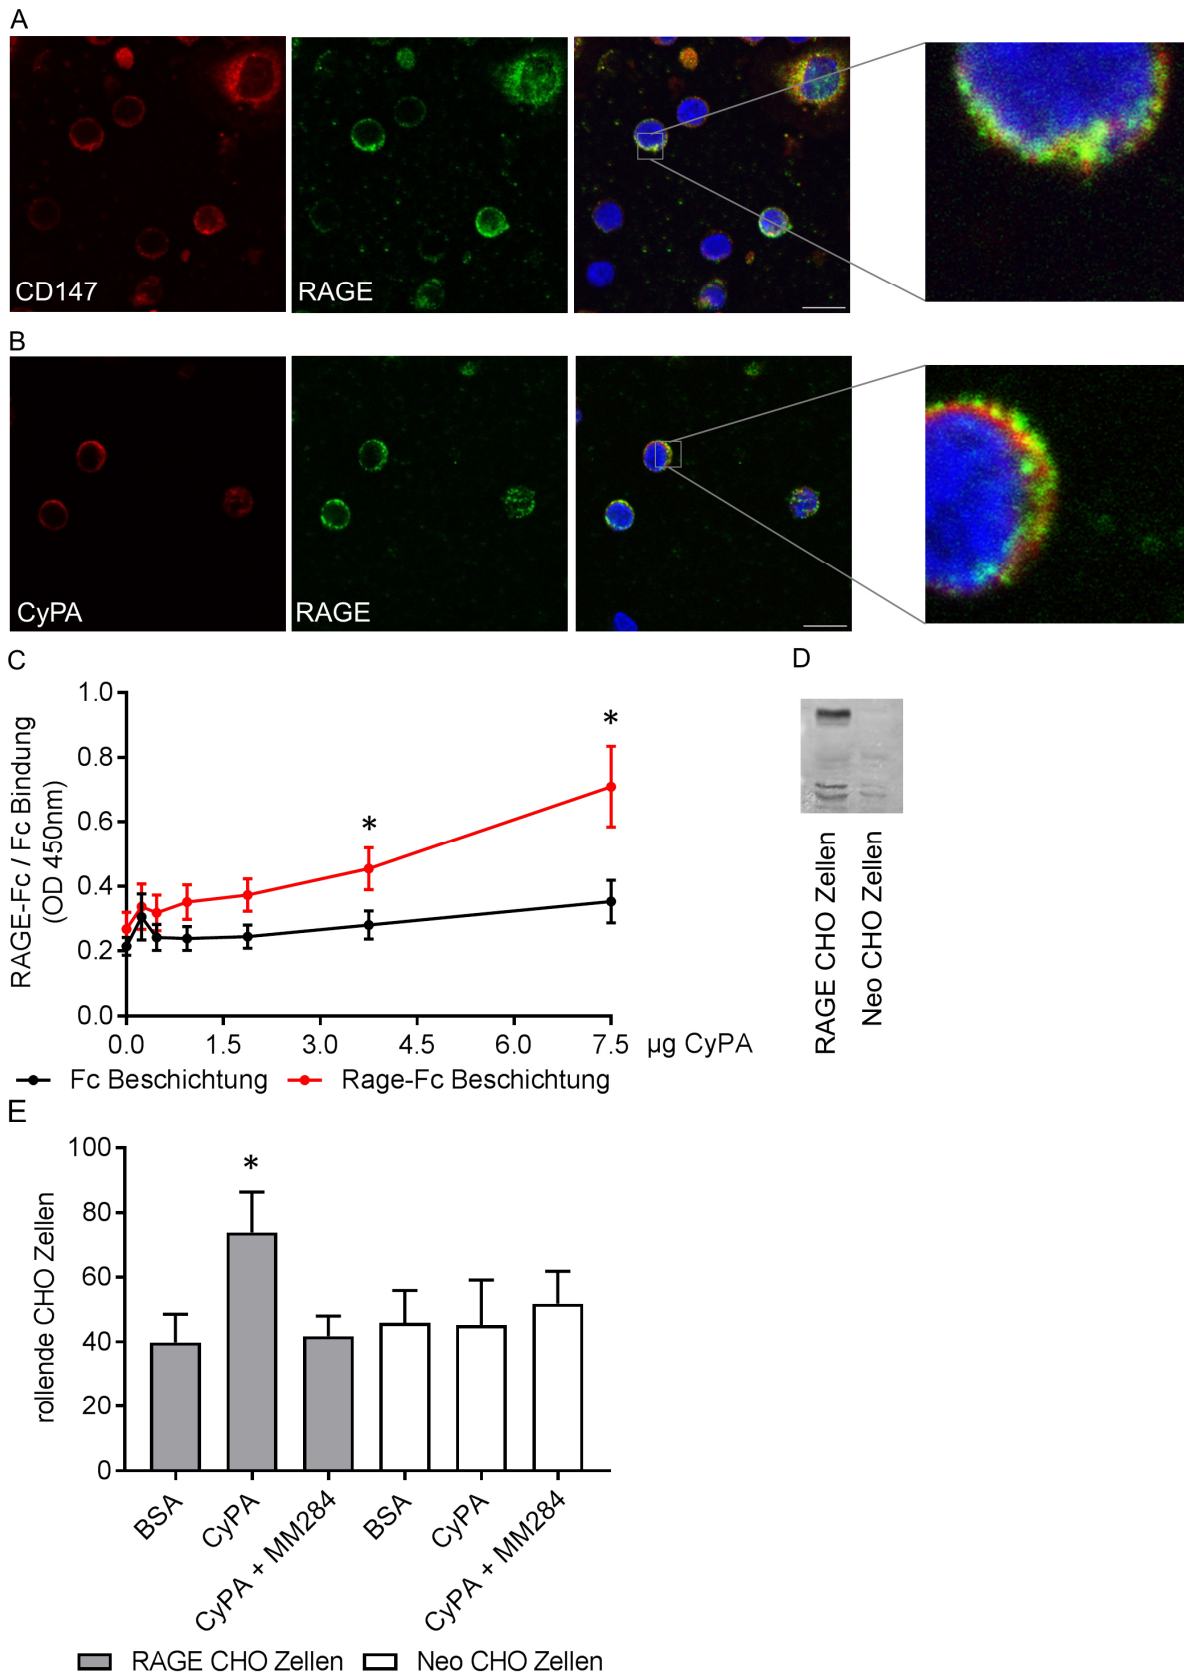 A
CD147
RAGE
B
CyPA
RAGE
C
RAGE-Fc / Fc Bindung
(OD 450nm)
1.0
0.8
0.6
0.4
0.2
0.0
*
*
0.0 1.5 3.0 4.5 6.0 7.5 µg CyPA
Fc Beschichtung Rage-Fc Beschichtung
D
RAGE CHO Zellen
Neo CHO Zellen
E
rollende CHO Zellen
100
80
60
40
20
0
*
BSA
CyPA
CyPA + MM284
BSA
CyPA
CyPA + MM284
RAGE CHO Zellen Neo CHO Zellen